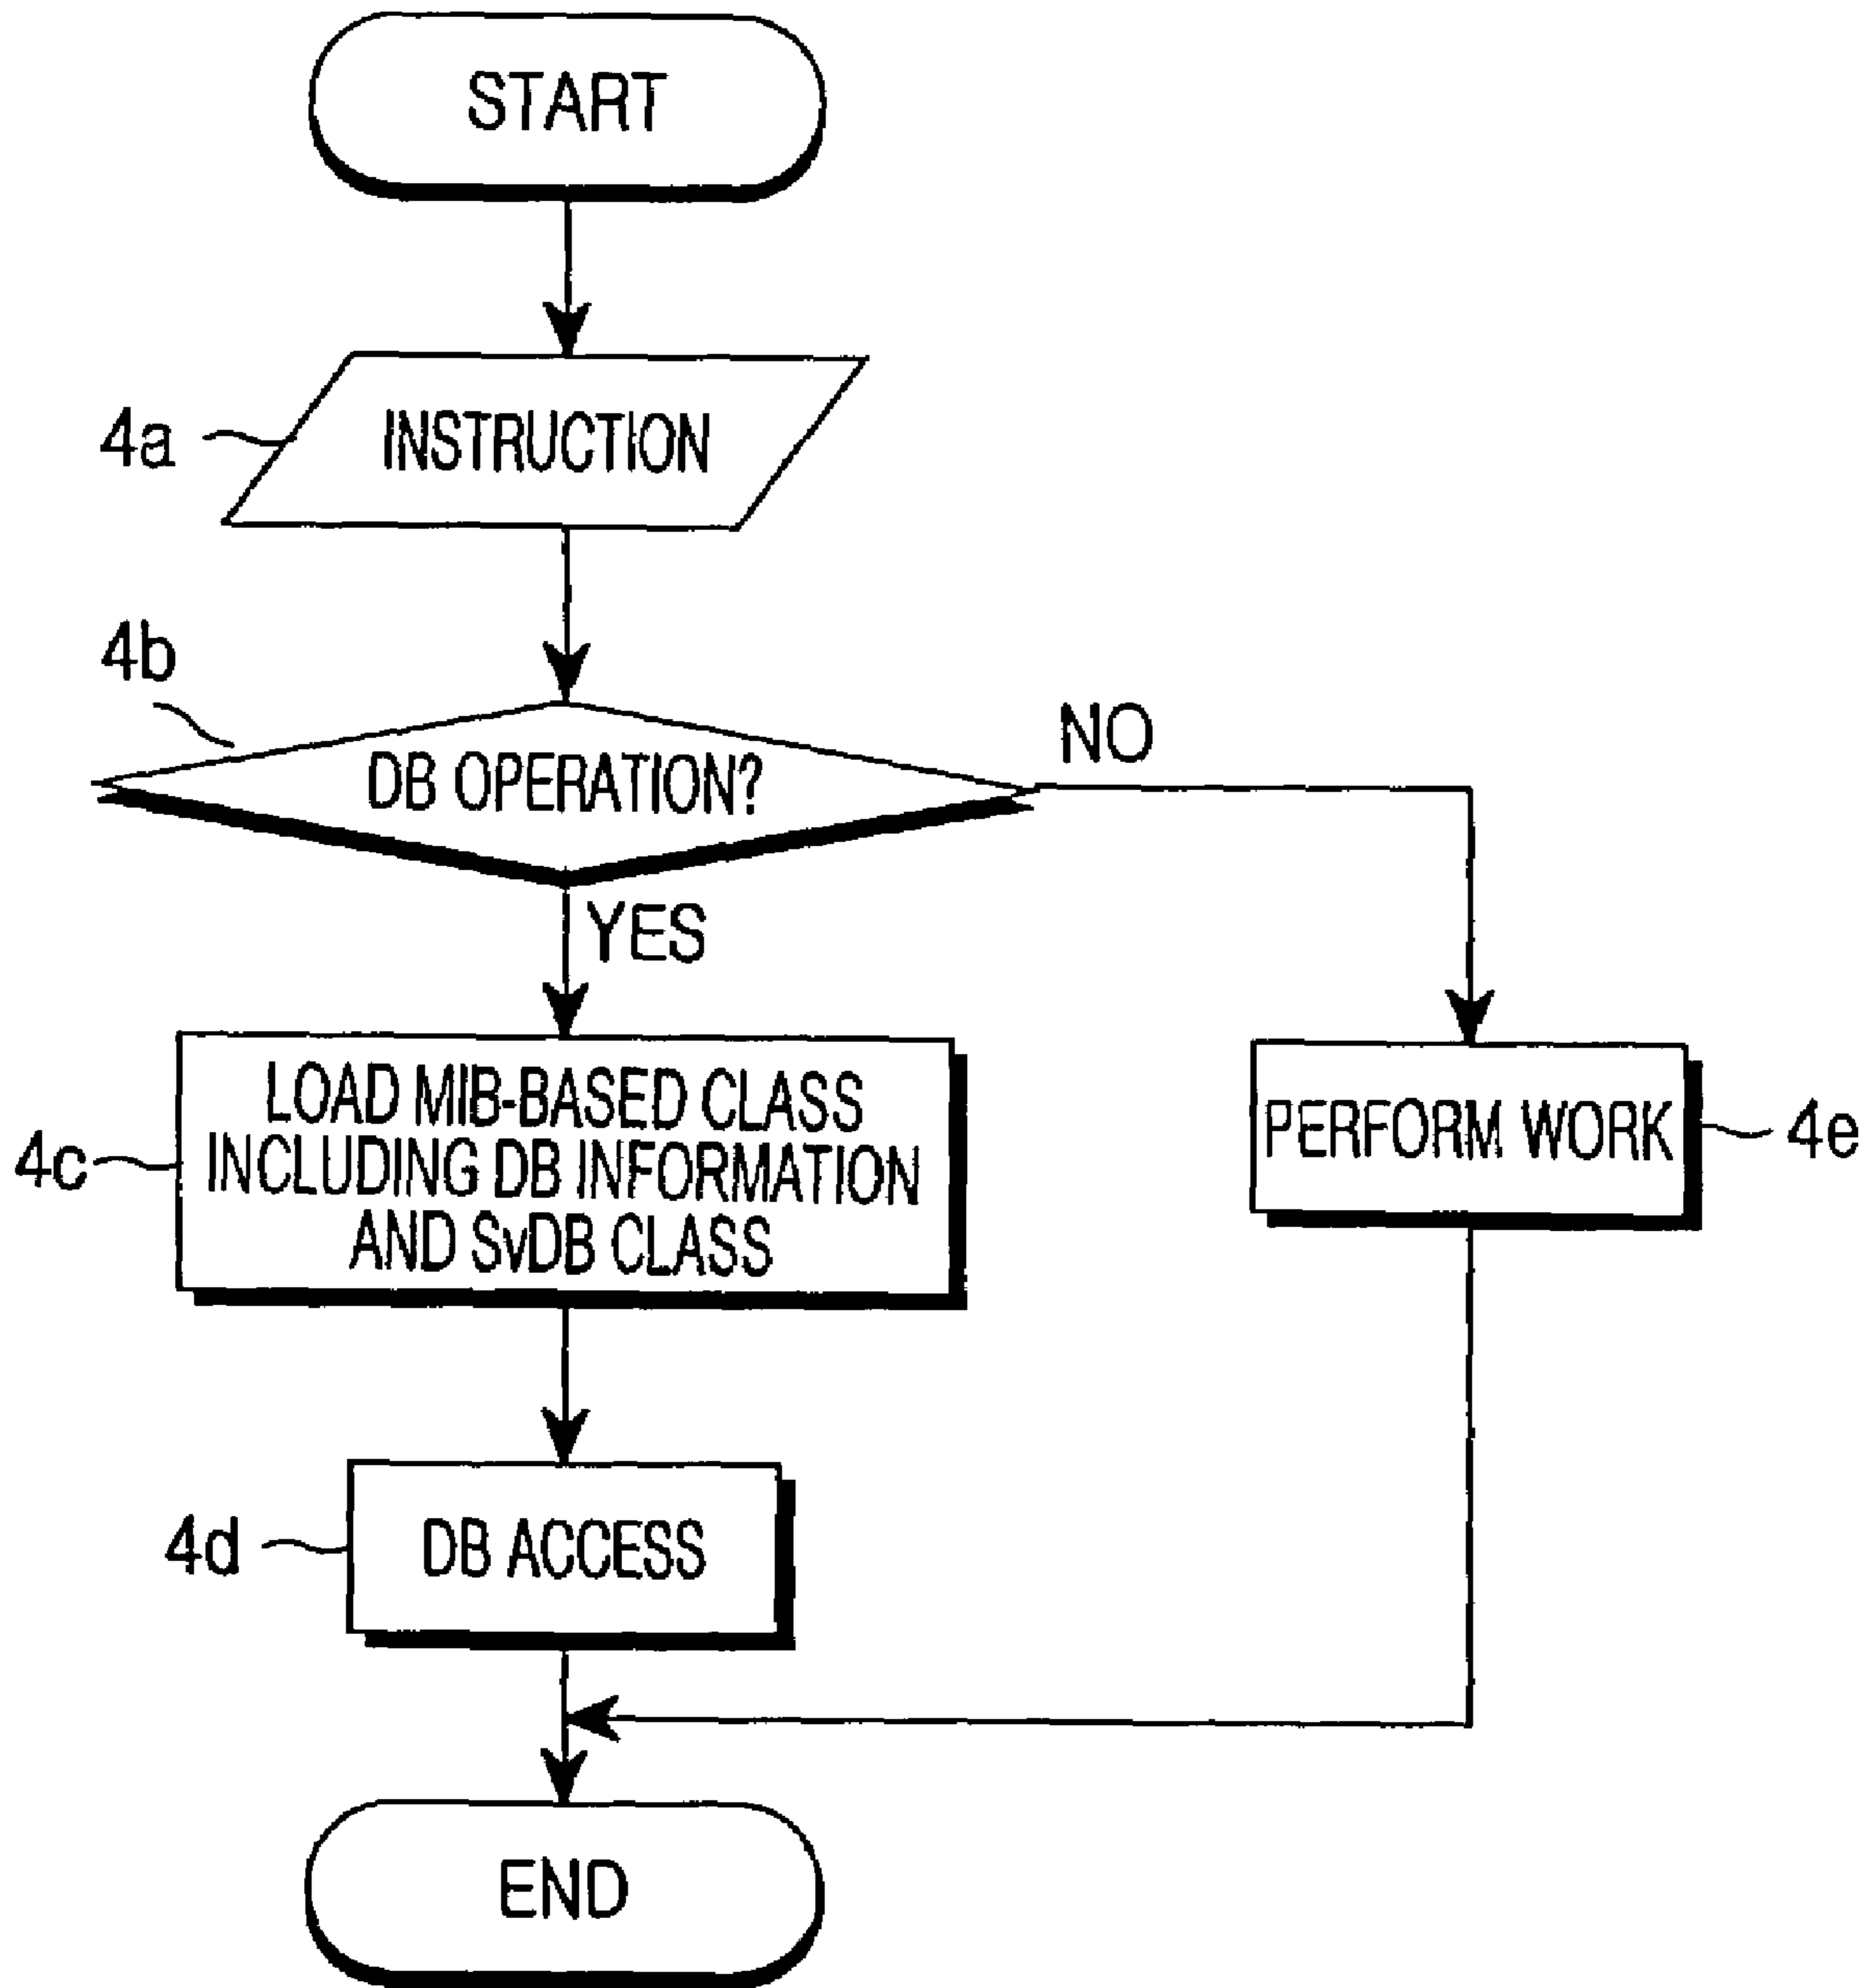 START
4a
INSTRUCTION
4b
DB OPERATION?
NO
YES
4c
LOAD MIB-BASED CLASS
INCLUDING DB INFORMATION
AND SvDB CLASS
PERFORM WORK
4e
4d
DB ACCESS
END